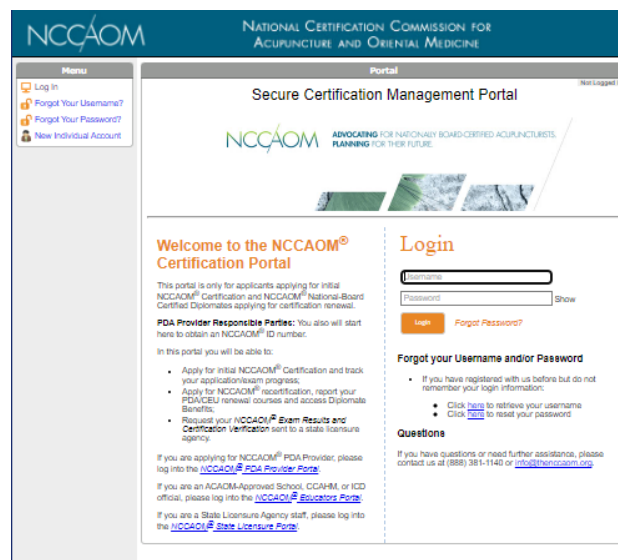 NCCAOM
NATIONAL CERTIFICATION COMMISSION FOR
ACUPUNCTURE AND ORIENTAL MEDICINE
Menu
Log In
Forgot Your Username?
Forgot Your Password?
New Individual Account
Portal
Not Logged
Secure Certification Management Portal
NCCAOM
ADVOCATING FOR NATIONALLY BOARD-CERTIFIED ACUPUNCTURISTS.
PLANNING FOR THEIR FUTURE.
Welcome to the NCCAOM®
Certification Portal
This portal is only for applicants applying for initial
NCCAOM® Certification and NCCAOM® National-Board
Certified Diplomates applying for certification renewal.
PDA Provider Responsible Parties: You also will start
here to obtain an NCCAOM® ID number.
In this portal you will be able to:
• Apply for initial NCCAOM® Certification and track
your application/exam progress;
• Apply for NCCAOM® recertification, report your
PDA/CEU renewal courses and access Diplomate
Benefits;
• Request your NCCAOM® Exam Results and
Certification Verification sent to a state licensure
agency.
If you are applying for NCCAOM® PDA Provider, please
log into the NCCAOM® PDA Provider Portal.
If you are an ACAOM-Approved School, CCAHM, or ICD
official, please log into the NCCAOM® Educators Portal.
If you are a State Licensure Agency staff, please log into
the NCCAOM® State Licensure Portal.
Login
Username
Password
Show
Login
Forgot Password?
Forgot your Username and/or Password
• If you have registered with us before but do not
remember your login information:
• Click here to retrieve your username
• Click here to reset your password
Questions
If you have questions or need further assistance, please
contact us at (888) 381-1140 or info@thenccaom.org.